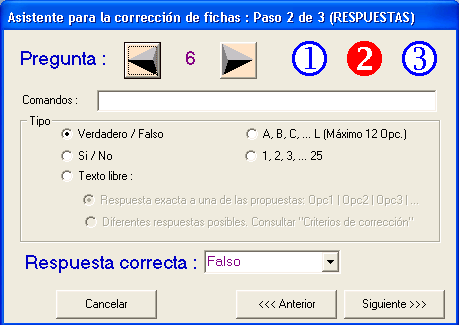 Asistente para la corrección de fichas : Paso 2 de 3 (RESPUESTAS)
Pregunta : 6 1 2 3
Comandos :
Tipo
Verdadero / Falso A, B, C, ... L (Máximo 12 Opc.)
Si / No 1, 2, 3, ... 25
Texto libre :
Respuesta exacta a una de las propuestas: Opc1 | Opc2 | Opc3 | ...
Diferentes respuestas posibles. Consultar "Criterios de corrección"
Respuesta correcta : Falso
Cancelar <<< Anterior Siguiente >>>